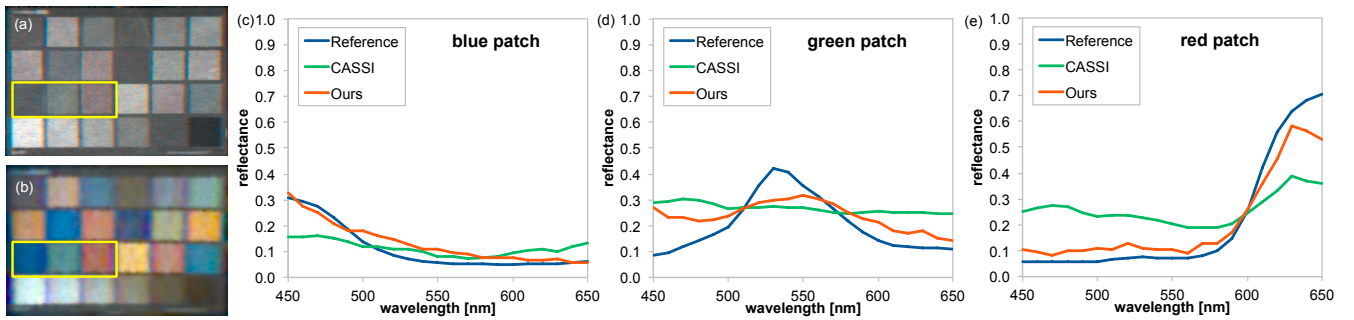 (a)
(b)
(c)
blue patch
Reference
CASSI
Ours
reflectance
1.0
0.9
0.8
0.7
0.6
0.5
0.4
0.3
0.2
0.1
0.0
450 500 550 600 650
wavelength [nm]
(d)
green patch
Reference
CASSI
Ours
reflectance
1.0
0.9
0.8
0.7
0.6
0.5
0.4
0.3
0.2
0.1
0.0
450 500 550 600 650
wavelength [nm]
(e)
red patch
Reference
CASSI
Ours
reflectance
1.0
0.9
0.8
0.7
0.6
0.5
0.4
0.3
0.2
0.1
0.0
450 500 550 600 650
wavelength [nm]